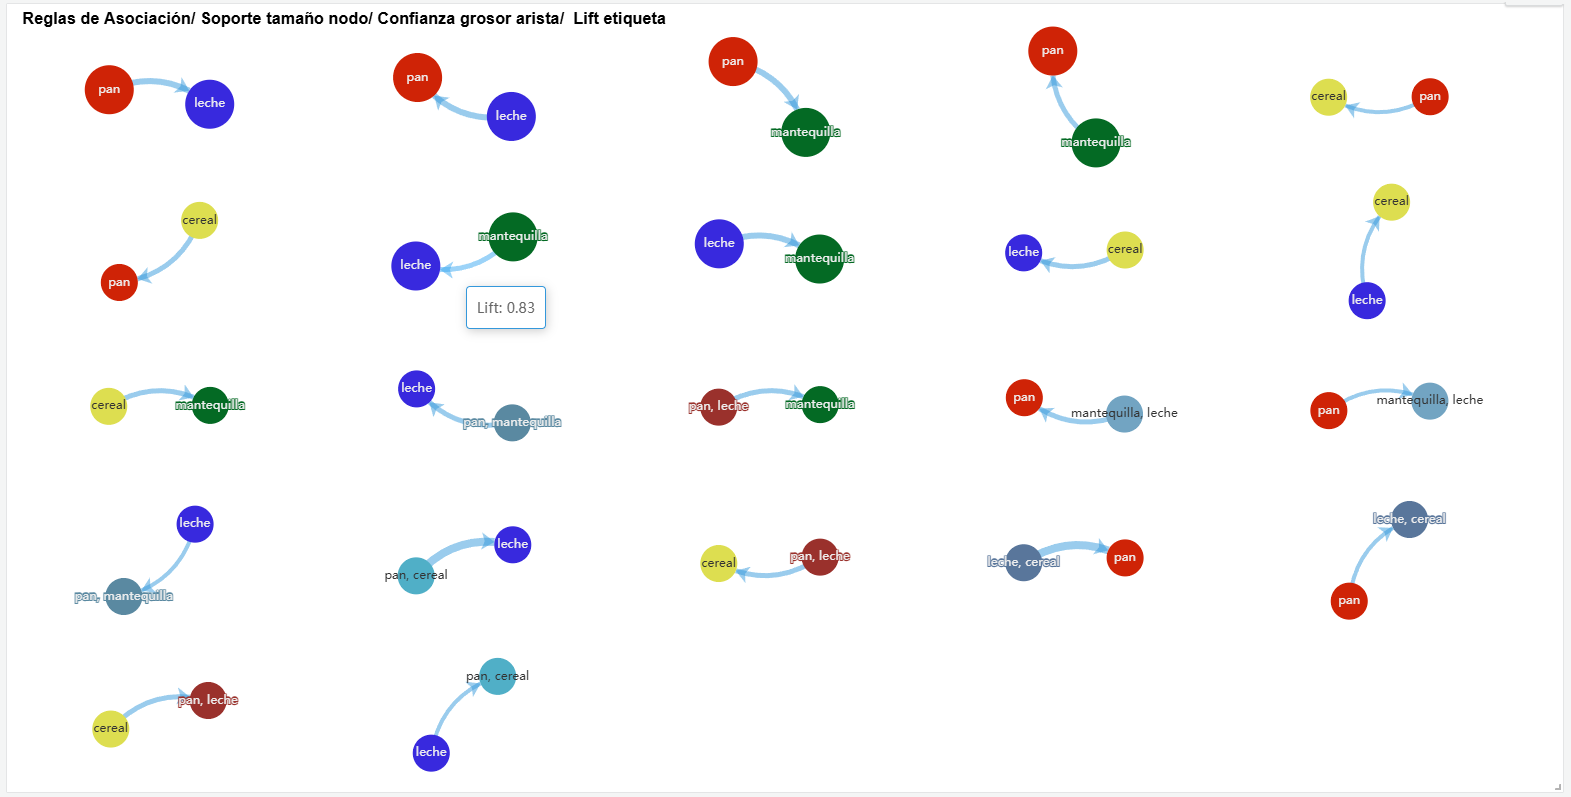 Reglas de Asociación/ Soporte tamaño nodo/ Confianza grosor arista/  Lift etiqueta
pan
leche
pan
leche
pan
mantequilla
pan
mantequilla
cereal
pan
cereal
pan
mantequilla
leche
Lift: 0.83
leche
mantequilla
leche
cereal
cereal
leche
cereal
mantequilla
leche
pan, mantequilla
pan, leche
mantequilla
pan
mantequilla, leche
pan
mantequilla, leche
leche
pan, mantequilla
pan, cereal
leche
cereal
pan, leche
leche, cereal
pan
leche, cereal
pan
cereal
pan, leche
pan, cereal
leche